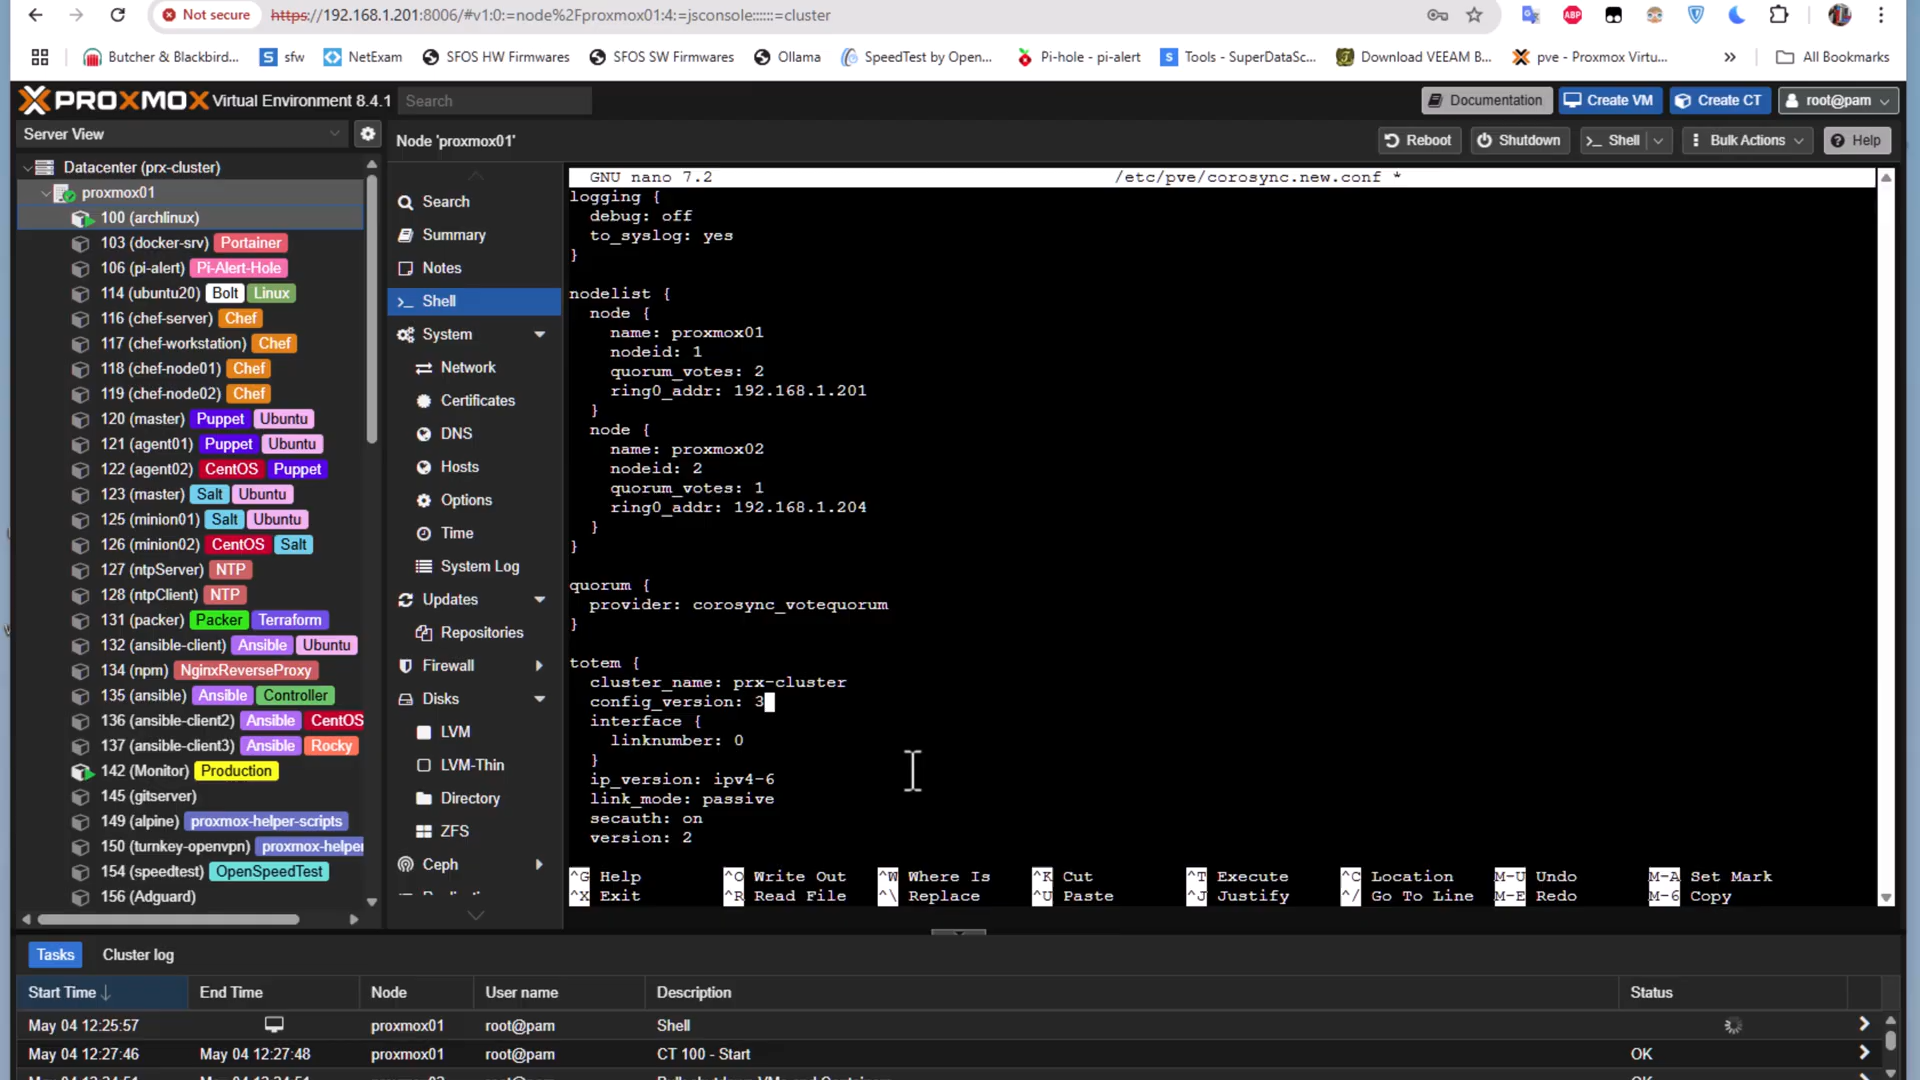 Not secure
https://192.168.1.201:8006/#v1:0:=node%2Fproxmox01:4:=jsconsole::::::=cluster
ABP
Butcher & Blackbird...
S sfw
NetExam
SFOS HW Firmwares
SFOS SW Firmwares
Ollama
SpeedTest by Open...
Pi-hole - pi-alert
S Tools - SuperDataSc...
Download VEEAM B...
pve - Proxmox Virtu...
All Bookmarks
PROXMOX Virtual Environment 8.4.1
Search
Documentation
Create VM
Create CT
root@pam
Server View
Node 'proxmox01'
Reboot
Shutdown
Shell
Bulk Actions
Help
Datacenter (prx-cluster)
proxmox01
100 (archlinux)
103 (docker-srv) Portainer
106 (pi-alert) Pi-Alert-Hole
114 (ubuntu20) Bolt Linux
116 (chef-server) Chef
117 (chef-workstation) Chef
118 (chef-node01) Chef
119 (chef-node02) Chef
120 (master) Puppet Ubuntu
121 (agent01) Puppet Ubuntu
122 (agent02) CentOS Puppet
123 (master) Salt Ubuntu
125 (minion01) Salt Ubuntu
126 (minion02) CentOS Salt
127 (ntpServer) NTP
128 (ntpClient) NTP
131 (packer) Packer Terraform
132 (ansible-client) Ansible Ubuntu
134 (npm) NginxReverseProxy
135 (ansible) Ansible Controller
136 (ansible-client2) Ansible CentOS
137 (ansible-client3) Ansible Rocky
142 (Monitor) Production
145 (gitserver)
149 (alpine) proxmox-helper-scripts
150 (turnkey-openvpn) proxmox-helper
154 (speedtest) OpenSpeedTest
156 (Adguard)
Search
Summary
Notes
>_ Shell
System
Network
Certificates
DNS
Hosts
Options
Time
System Log
Updates
Repositories
Firewall
Disks
LVM
LVM-Thin
Directory
ZFS
Ceph
GNU nano 7.2 /etc/pve/corosync.new.conf *
logging {
debug: off
to_syslog: yes
}
nodelist {
node {
name: proxmox01
nodeid: 1
quorum_votes: 2
ring0_addr: 192.168.1.201
}
node {
name: proxmox02
nodeid: 2
quorum_votes: 1
ring0_addr: 192.168.1.204
}
}
quorum {
provider: corosync_votequorum
}
totem {
cluster_name: prx-cluster
config_version: 3
interface {
linknumber: 0
}
ip_version: ipv4-6
link_mode: passive
secauth: on
version: 2
^G Help ^O Write Out ^W Where Is ^K Cut ^T Execute ^C Location M-U Undo M-A Set Mark
^X Exit ^R Read File ^\ Replace ^U Paste ^J Justify ^/ Go To Line M-E Redo M-6 Copy
Tasks
Cluster log
Start Time End Time Node User name Description Status
May 04 12:25:57 proxmox01 root@pam Shell
May 04 12:27:46 May 04 12:27:48 proxmox01 root@pam CT 100 - Start OK